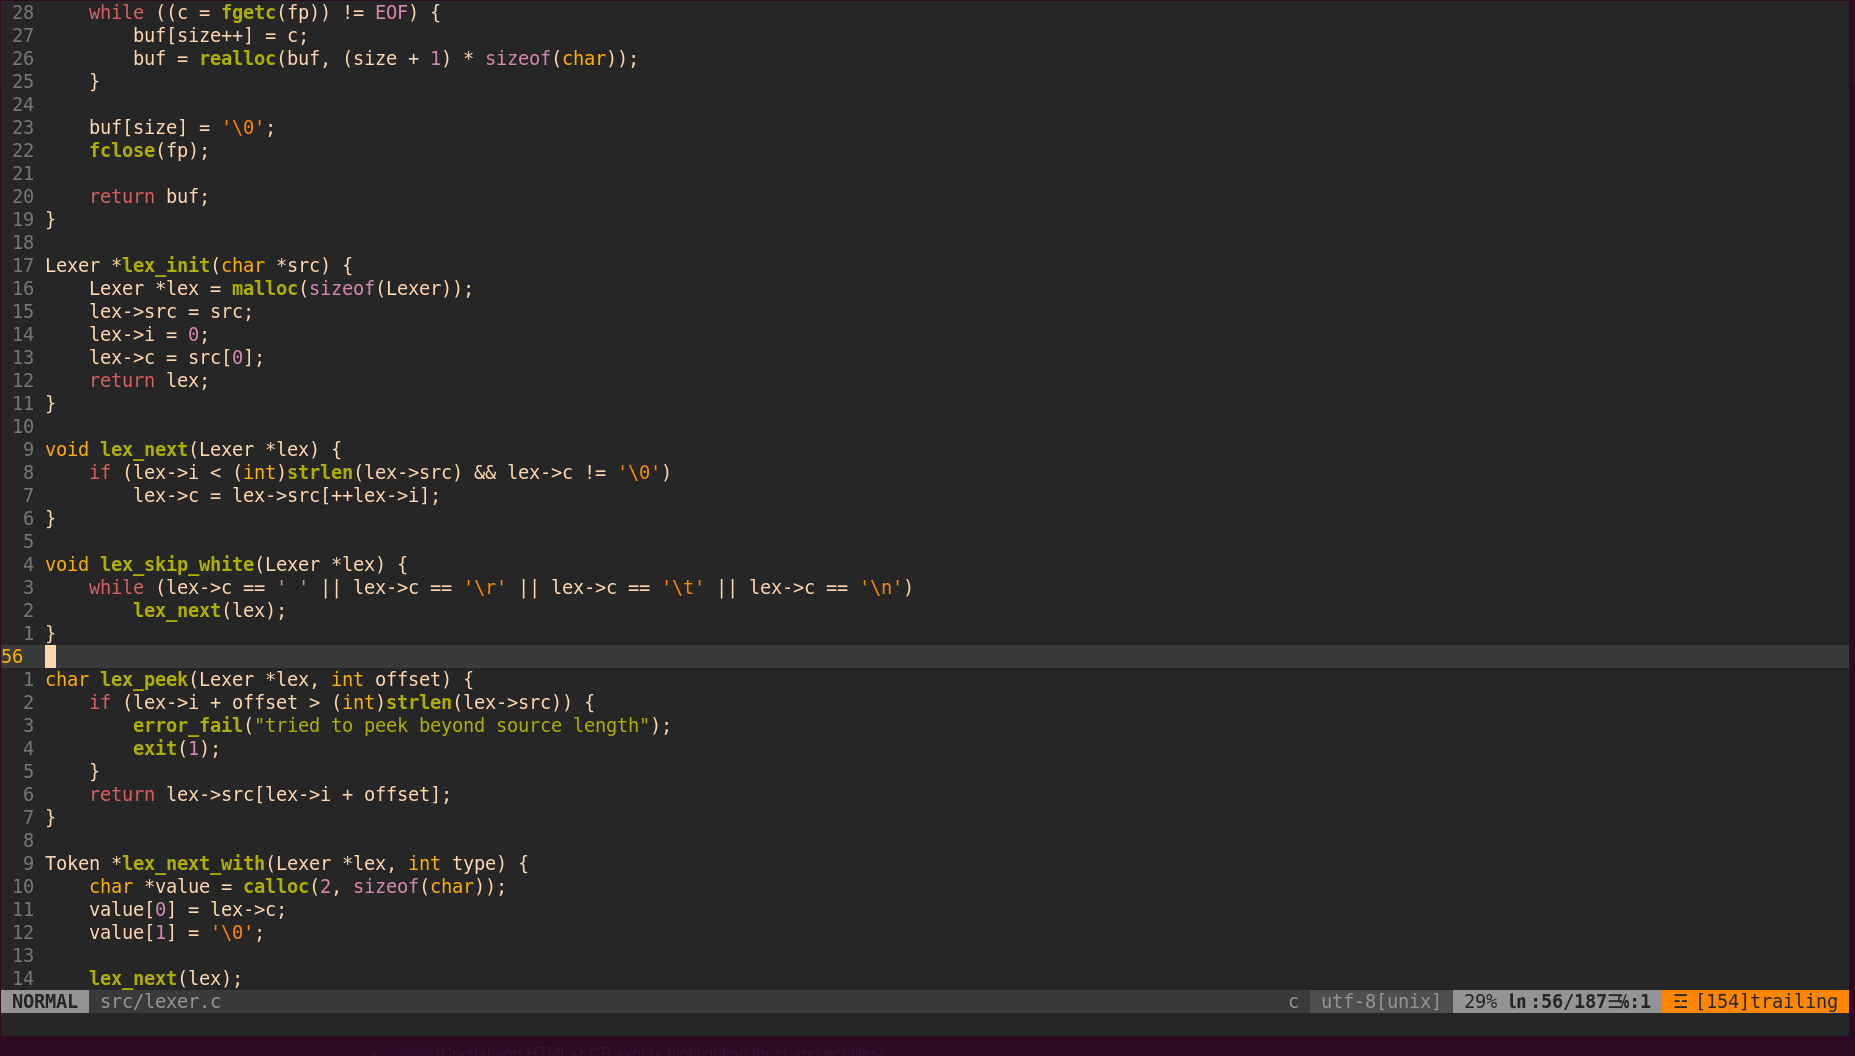 28     while ((c = fgetc(fp)) != EOF) {
27         buf[size++] = c;
26         buf = realloc(buf, (size + 1) * sizeof(char));
25     }
24
23     buf[size] = '\0';
22     fclose(fp);
21
20     return buf;
19 }
18
17 Lexer *lex_init(char *src) {
16     Lexer *lex = malloc(sizeof(Lexer));
15     lex->src = src;
14     lex->i = 0;
13     lex->c = src[0];
12     return lex;
11 }
10
9 void lex_next(Lexer *lex) {
8     if (lex->i < (int)strlen(lex->src) && lex->c != '\0')
7         lex->c = lex->src[++lex->i];
6 }
5
4 void lex_skip_white(Lexer *lex) {
3     while (lex->c == ' ' || lex->c == '\r' || lex->c == '\t' || lex->c == '\n')
2         lex_next(lex);
1 }
56
1 char lex_peek(Lexer *lex, int offset) {
2     if (lex->i + offset > (int)strlen(lex->src)) {
3         error_fail("tried to peek beyond source length");
4         exit(1);
5     }
6     return lex->src[lex->i + offset];
7 }
8
9 Token *lex_next_with(Lexer *lex, int type) {
10     char *value = calloc(2, sizeof(char));
11     value[0] = lex->c;
12     value[1] = '\0';
13
14     lex_next(lex);
NORMAL src/lexer.c c utf-8[unix] 29% ln:56/187☰℅:1 ☲ [154]trailing